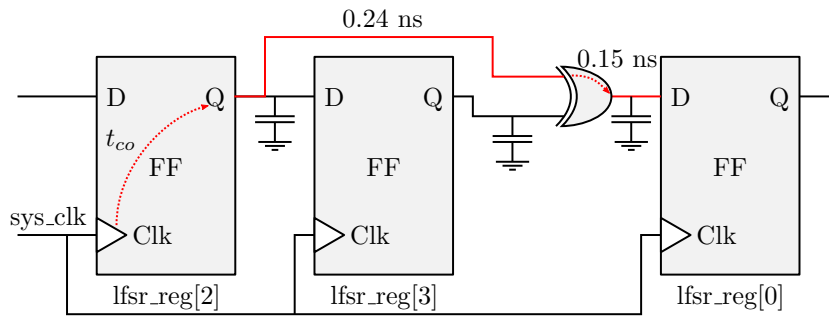 0.24 ns
0.15 ns
D
Q
D
Q
D
Q
t_co
FF
FF
FF
sys_clk
Clk
Clk
Clk
lfsr_reg[2]
lfsr_reg[3]
lfsr_reg[0]